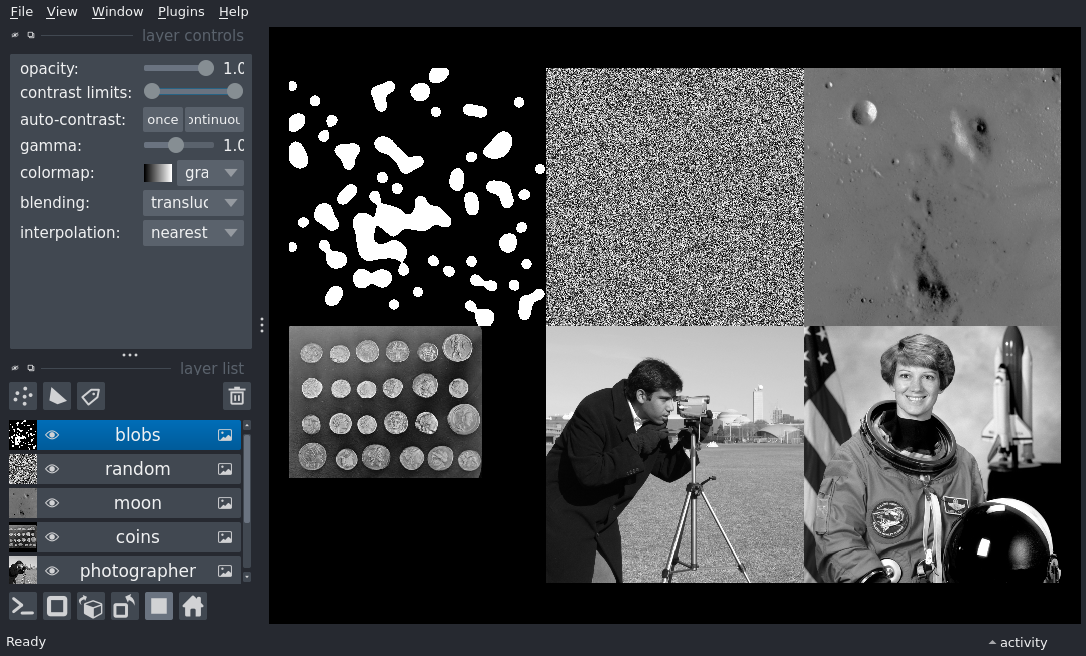 File View Window Plugins Help
layer controls
opacity: 1.0
contrast limits:
auto-contrast: once ontinuou
gamma: 1.0
colormap: gra
blending: transluc
interpolation: nearest
layer list
blobs
random
moon
coins
photographer
Ready
activity